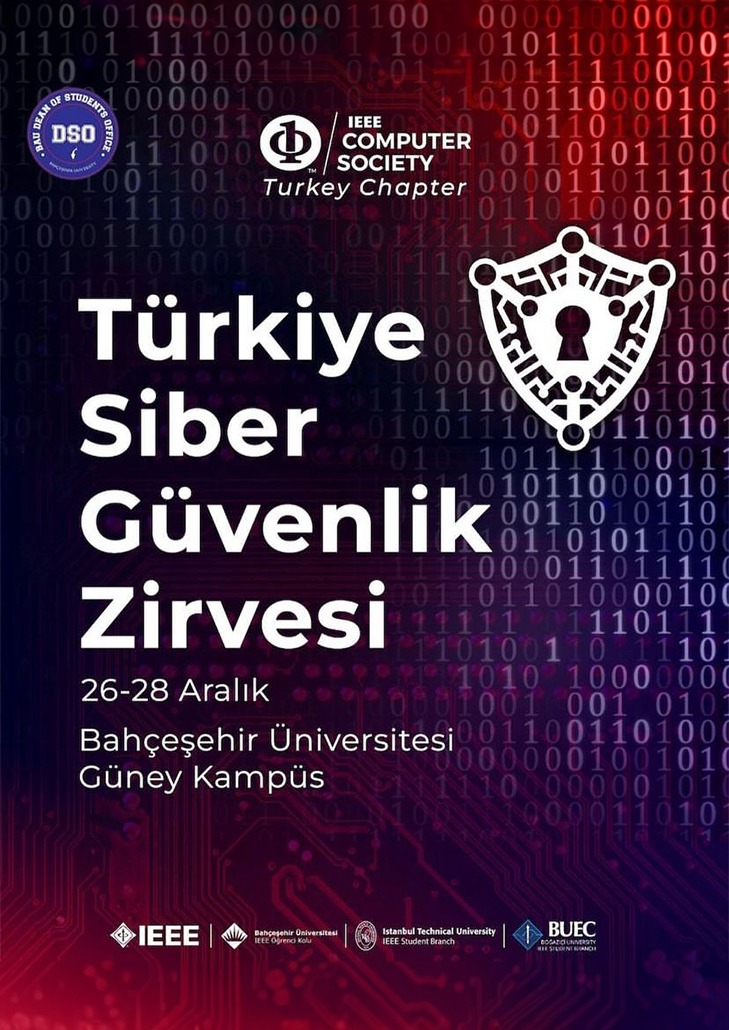 BAU DEAN OF STUDENTS OFFICE
DSO
IEEE
COMPUTER
SOCIETY
TM
Turkey Chapter
Türkiye
Siber
Güvenlik
Zirvesi
26-28 Aralık
Bahçeşehir Üniversitesi
Güney Kampüs
IEEE
Bahçeşehir Üniversitesi
IEEE Öğrenci Kolu
Istanbul Technical University
IEEE Student Branch
BUEC
BOĞAZİÇİ UNIVERSITY
IEEE STUDENT BRANCH